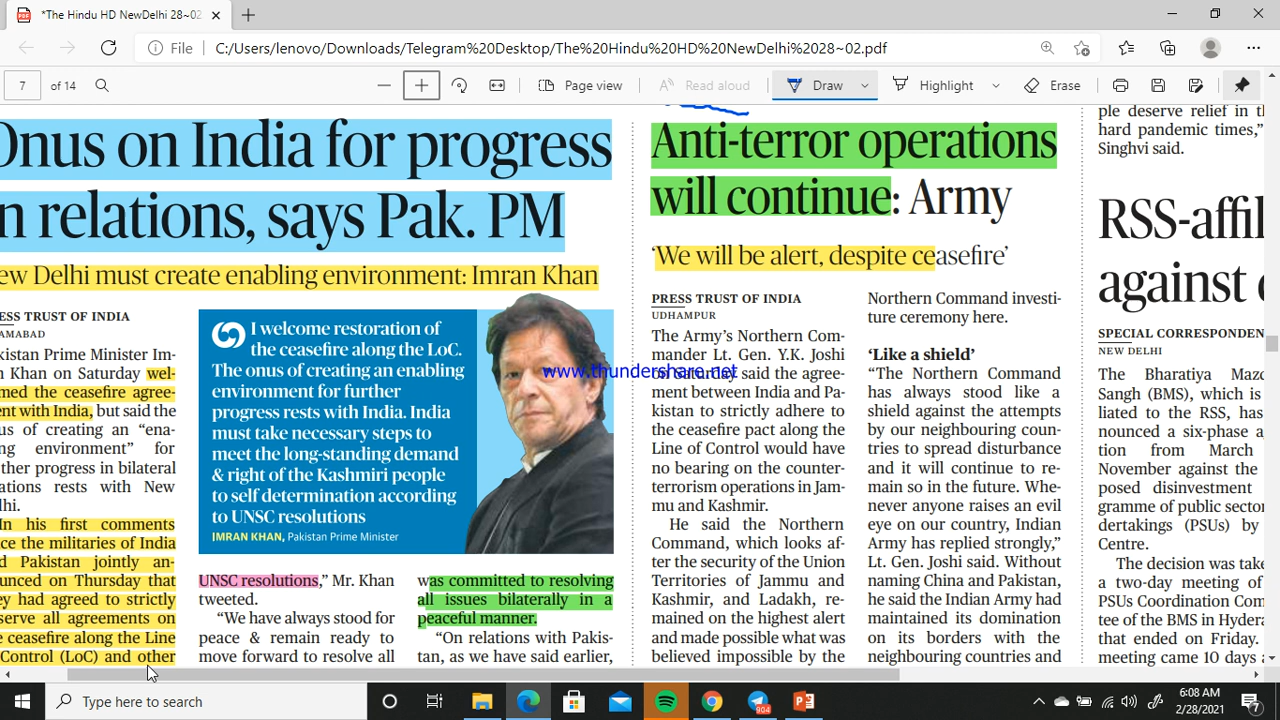 *The Hindu HD NewDelhi 28~02
File
C:/Users/lenovo/Downloads/Telegram%20Desktop/The%20Hindu%20HD%20NewDelhi%2028~02.pdf
7 of 14
Page view
Read aloud
Draw
Highlight
Erase
Onus on India for progress
n relations, says Pak. PM
ew Delhi must create enabling environment: Imran Khan
ESS TRUST OF INDIA
AMABAD
kistan Prime Minister Im-
n Khan on Saturday wel-
med the ceasefire agree-
ent with India, but said the
us of creating an “ena-
ng environment” for
ther progress in bilateral
ations rests with New
lhi.
In his first comments
ce the militaries of India
d Pakistan jointly an-
unced on Thursday that
ey had agreed to strictly
serve all agreements on
e ceasefire along the Line
Control (LoC) and other
I welcome restoration of
the ceasefire along the LoC.
The onus of creating an enabling
environment for further
progress rests with India. India
must take necessary steps to
meet the long-standing demand
& right of the Kashmiri people
to self determination according
to UNSC resolutions
IMRAN KHAN, Pakistan Prime Minister
UNSC resolutions,” Mr. Khan
tweeted.
“We have always stood for
peace & remain ready to
move forward to resolve all
was committed to resolving
all issues bilaterally in a
peaceful manner.
“On relations with Pakis-
tan, as we have said earlier,
www.thundershare.net
Anti-terror operations
will continue: Army
‘We will be alert, despite ceasefire’
PRESS TRUST OF INDIA
UDHAMPUR
The Army’s Northern Com-
mander Lt. Gen. Y.K. Joshi
on Saturday said the agree-
ment between India and Pa-
kistan to strictly adhere to
the ceasefire pact along the
Line of Control would have
no bearing on the counter-
terrorism operations in Jam-
mu and Kashmir.
He said the Northern
Command, which looks af-
ter the security of the Union
Territories of Jammu and
Kashmir, and Ladakh, re-
mained on the highest alert
and made possible what was
believed impossible by the
Northern Command investi-
ture ceremony here.
‘Like a shield’
“The Northern Command
has always stood like a
shield against the attempts
by our neighbouring coun-
tries to spread disturbance
and it will continue to re-
main so in the future. Whe-
never anyone raises an evil
eye on our country, Indian
Army has replied strongly,”
Lt. Gen. Joshi said. Without
naming China and Pakistan,
he said the Indian Army had
maintained its domination
on its borders with the
neighbouring countries and
ple deserve relief in th
hard pandemic times,”
Singhvi said.
RSS-affil
against
SPECIAL CORRESPONDEN
NEW DELHI
The Bharatiya Mazd
Sangh (BMS), which is
liated to the RSS, has
nounced a six-phase a
tion from March
November against the
posed disinvestment
gramme of public secto
dertakings (PSUs) by
Centre.
The decision was take
a two-day meeting of
PSUs Coordination Com
tee of the BMS in Hydera
that ended on Friday.
meeting came 10 days a
Type here to search
904
6:08 AM
2/28/2021
7